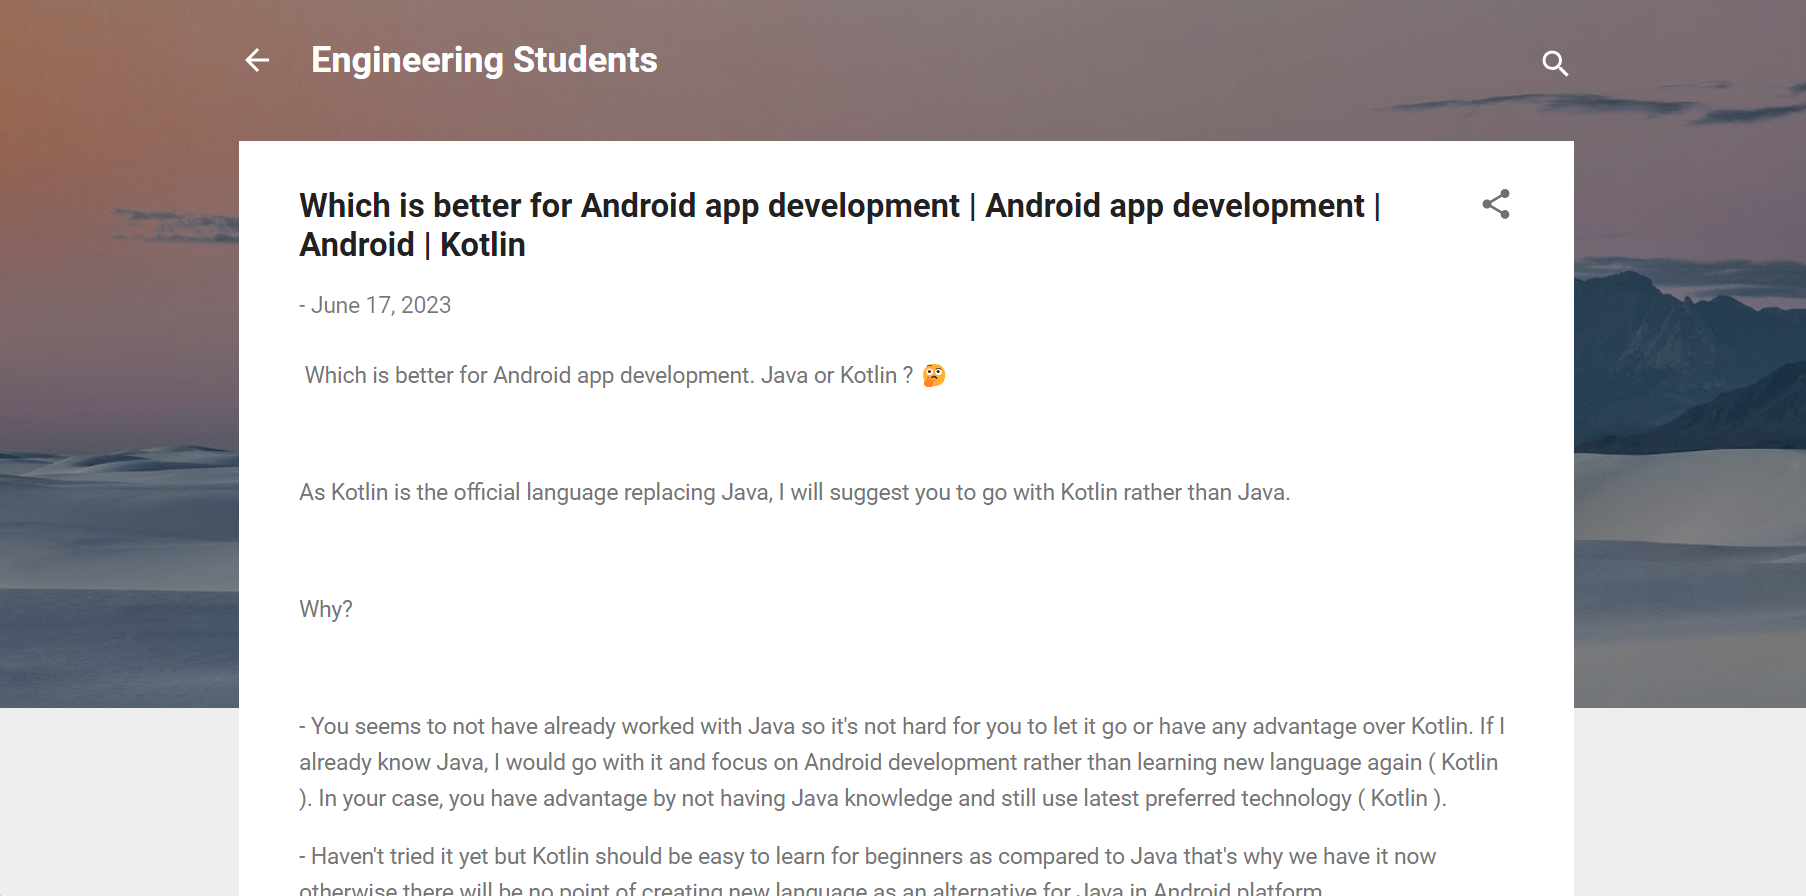 Engineering Students
Which is better for Android app development | Android app development |
Android | Kotlin
- June 17, 2023
Which is better for Android app development. Java or Kotlin ? 🤔
As Kotlin is the official language replacing Java, I will suggest you to go with Kotlin rather than Java.
Why?
- You seems to not have already worked with Java so it's not hard for you to let it go or have any advantage over Kotlin. If I
already know Java, I would go with it and focus on Android development rather than learning new language again ( Kotlin
). In your case, you have advantage by not having Java knowledge and still use latest preferred technology ( Kotlin ).
- Haven't tried it yet but Kotlin should be easy to learn for beginners as compared to Java that's why we have it now
otherwise there will be no point of creating new language as an alternative for Java in Android platform